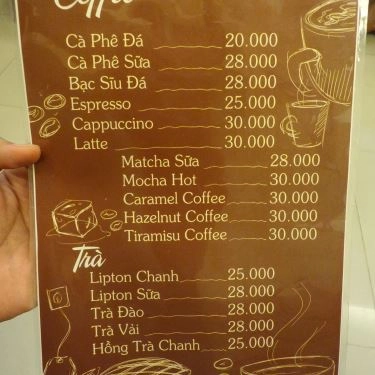 Coffee
Cà Phê Đá 20.000
Cà Phê Sữa 28.000
Bạc Sĩu Đá 28.000
Espresso 25.000
Cappuccino 30.000
Latte 30.000
Matcha Sữa 28.000
Mocha Hot 30.000
Caramel Coffee 30.000
Hazelnut Coffee 30.000
Tiramisu Coffee 30.000
Trà
Lipton Chanh 25.000
Lipton Sữa 28.000
Trà Đào 28.000
Trà Vải 28.000
Hồng Trà Chanh 25.000